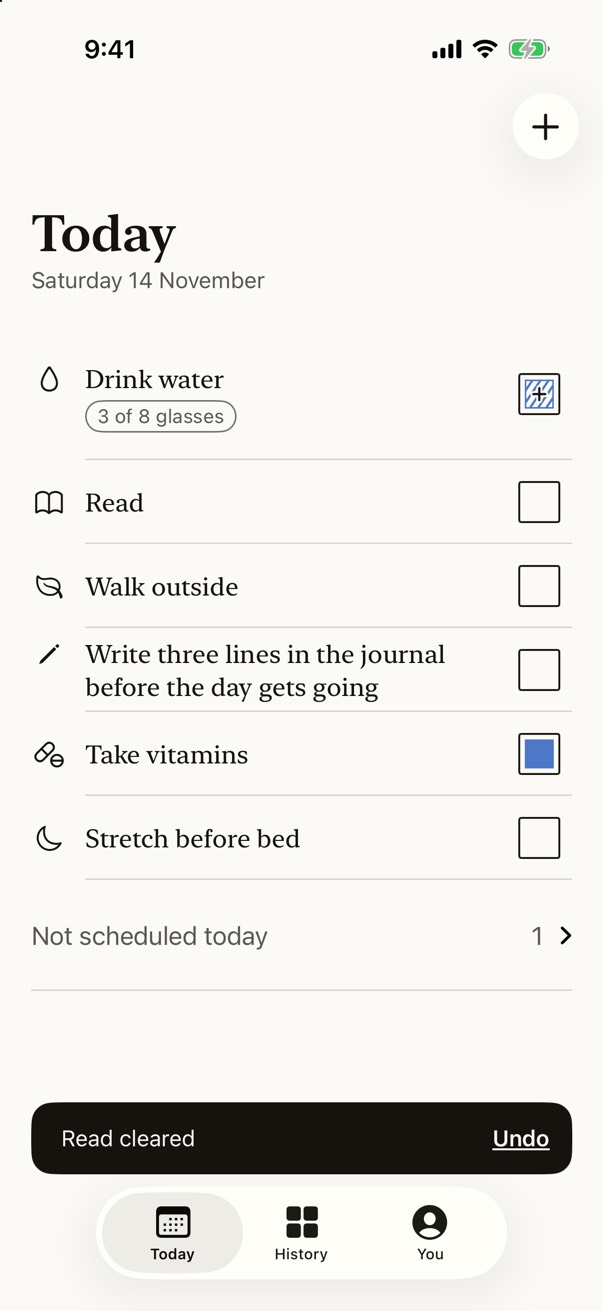 9:41
Today
Saturday 14 November
Drink water
3 of 8 glasses
Read
Walk outside
Write three lines in the journal
before the day gets going
Take vitamins
Stretch before bed
Not scheduled today 1
Read cleared Undo
Today History You